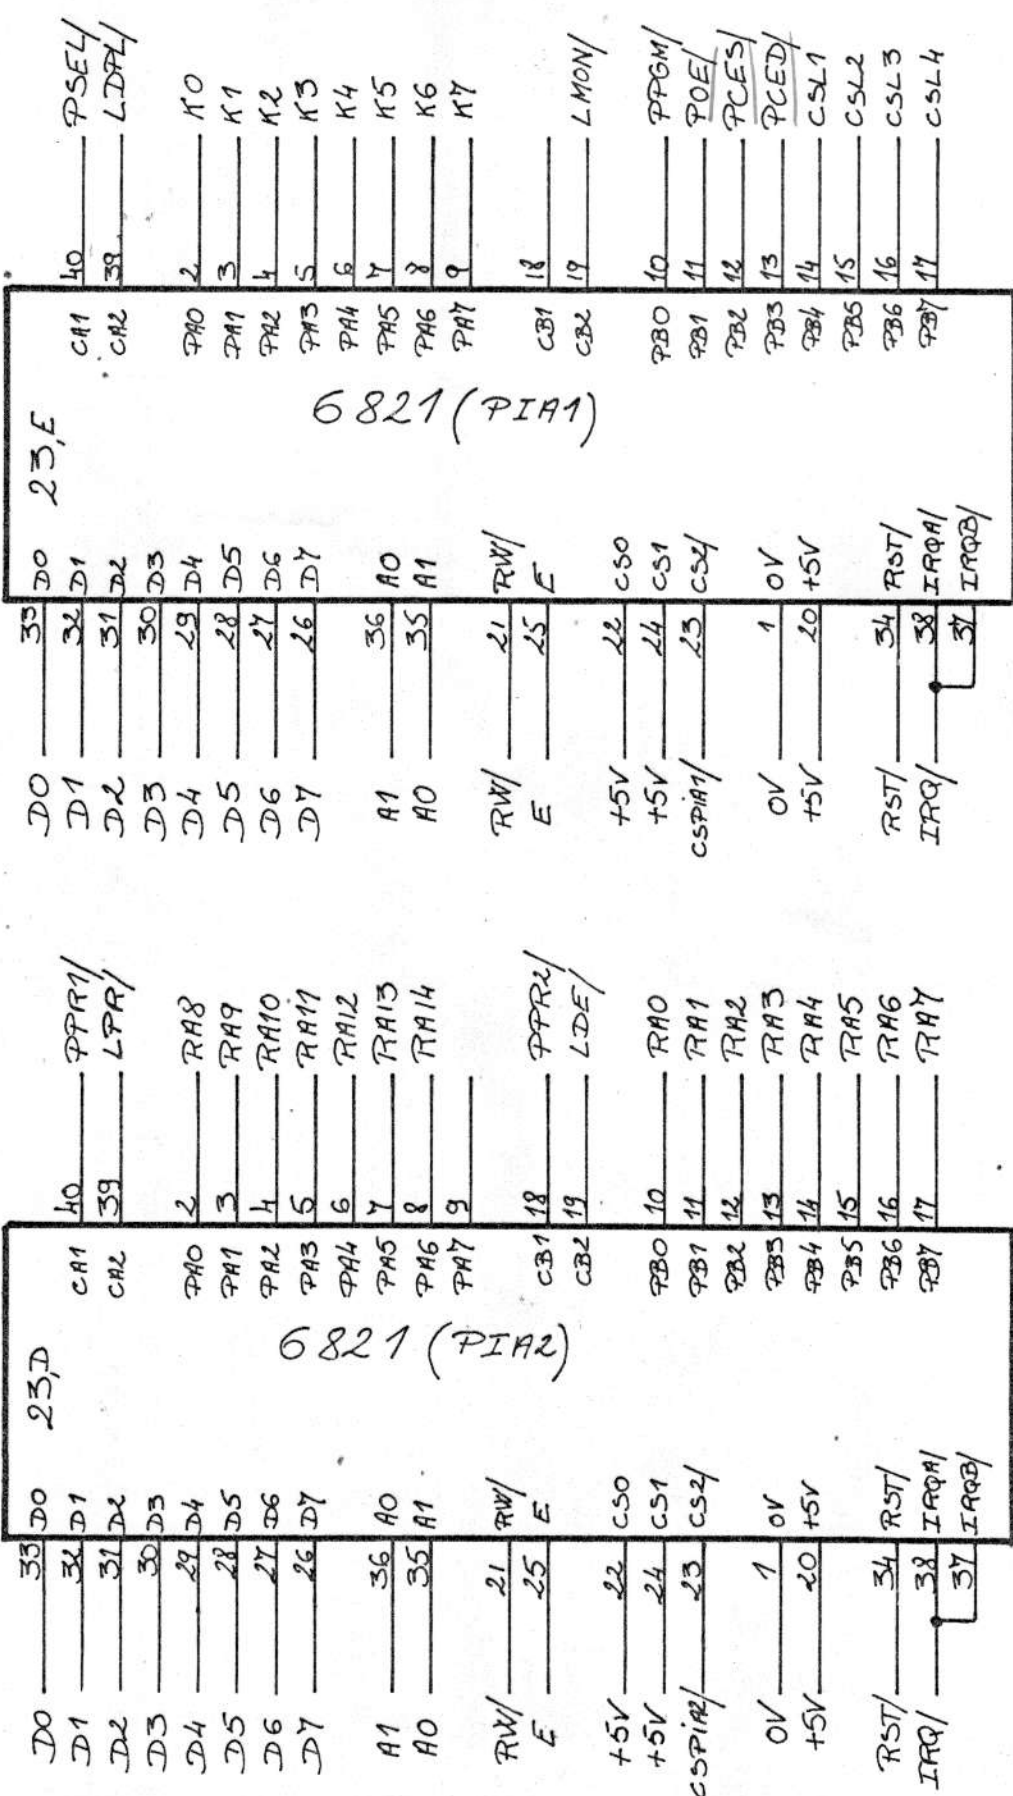 PSEL/
LDPL/
K0
K1
K2
K3
K4
K5
K6
K7
LMON/
PPGM/
POE/
PCES/
PCED/
CSL1
CSL2
CSL3
CSL4
40
39
2
3
4
5
6
7
8
9
18
19
10
11
12
13
14
15
16
17
CA1
CA2
PA0
PA1
PA2
PA3
PA4
PA5
PA6
PA7
CB1
CB2
PB0
PB1
PB2
PB3
PB4
PB5
PB6
PB7
6821 (PIA1)
23,E
D0
D1
D2
D3
D4
D5
D6
D7
A0
A1
RW/
E
CS0
CS1
CS2/
0V
+5V
RST/
IRQA/
IRQB/
33
32
31
30
29
28
27
26
36
35
21
25
22
24
23
1
20
34
38
37
D0
D1
D2
D3
D4
D5
D6
D7
A1
A0
RW/
E
+5V
+5V
CSPiA1/
0V
+5V
RST/
IRQ/
PPR1/
LPR/
RA8
RA9
RA10
RA11
RA12
RA13
RA14
PPR2/
LDE/
RA0
RA1
RA2
RA3
RA4
RA5
RA6
RA7
40
39
2
3
4
5
6
7
8
9
18
19
10
11
12
13
14
15
16
17
CA1
CA2
PA0
PA1
PA2
PA3
PA4
PA5
PA6
PA7
CB1
CB2
PB0
PB1
PB2
PB3
PB4
PB5
PB6
PB7
6821 (PIA2)
23,D
D0
D1
D2
D3
D4
D5
D6
D7
A0
A1
RW/
E
CS0
CS1
CS2/
0V
+5V
RST/
IRQA/
IRQB/
33
32
31
30
29
28
27
26
36
35
21
25
22
24
23
1
20
34
38
37
D0
D1
D2
D3
D4
D5
D6
D7
A1
A0
RW/
E
+5V
+5V
CSPiA2/
0V
+5V
RST/
IRQ/